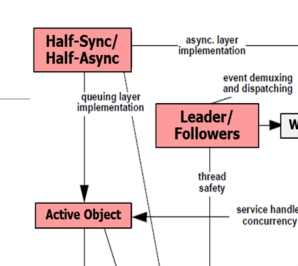 Half-Sync/
Half-Async
async. layer
implementation
queuing layer
implementation
event demuxing
and dispatching
Leader/
Followers
W
thread
safety
Active Object
service handle
concurrency